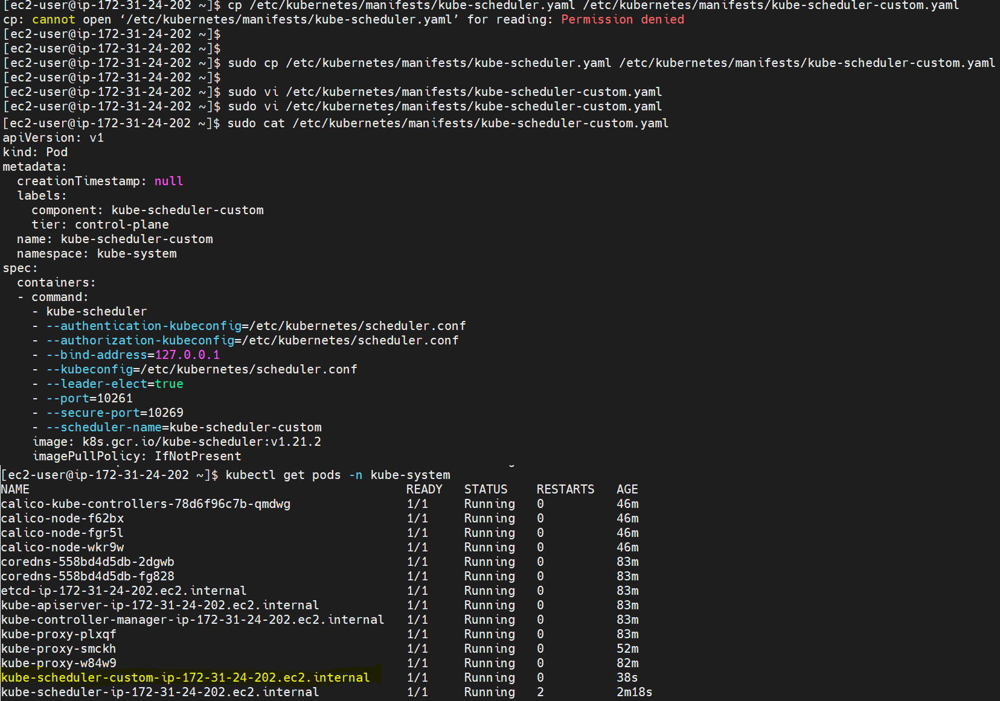 [ec2-user@ip-172-31-24-202 ~]$ cp /etc/kubernetes/manifests/kube-scheduler.yaml /etc/kubernetes/manifests/kube-scheduler-custom.yaml
cp: cannot open ‘/etc/kubernetes/manifests/kube-scheduler.yaml’ for reading: Permission denied
[ec2-user@ip-172-31-24-202 ~]$
[ec2-user@ip-172-31-24-202 ~]$
[ec2-user@ip-172-31-24-202 ~]$ sudo cp /etc/kubernetes/manifests/kube-scheduler.yaml /etc/kubernetes/manifests/kube-scheduler-custom.yaml
[ec2-user@ip-172-31-24-202 ~]$
[ec2-user@ip-172-31-24-202 ~]$ sudo vi /etc/kubernetes/manifests/kube-scheduler-custom.yaml
[ec2-user@ip-172-31-24-202 ~]$ sudo vi /etc/kubernetes/manifests/kube-scheduler-custom.yaml
[ec2-user@ip-172-31-24-202 ~]$ sudo cat /etc/kubernetes/manifests/kube-scheduler-custom.yaml
apiVersion: v1
kind: Pod
metadata:
  creationTimestamp: null
  labels:
    component: kube-scheduler-custom
    tier: control-plane
  name: kube-scheduler-custom
  namespace: kube-system
spec:
  containers:
  - command:
    - kube-scheduler
    - --authentication-kubeconfig=/etc/kubernetes/scheduler.conf
    - --authorization-kubeconfig=/etc/kubernetes/scheduler.conf
    - --bind-address=127.0.0.1
    - --kubeconfig=/etc/kubernetes/scheduler.conf
    - --leader-elect=true
    - --port=10261
    - --secure-port=10269
    - --scheduler-name=kube-scheduler-custom
    image: k8s.gcr.io/kube-scheduler:v1.21.2
    imagePullPolicy: IfNotPresent
[ec2-user@ip-172-31-24-202 ~]$ kubectl get pods -n kube-system
NAME READY STATUS RESTARTS AGE
calico-kube-controllers-78d6f96c7b-qmdwg 1/1 Running 0 46m
calico-node-f62bx 1/1 Running 0 46m
calico-node-fgr5l 1/1 Running 0 46m
calico-node-wkr9w 1/1 Running 0 46m
coredns-558bd4d5db-2dgwb 1/1 Running 0 83m
coredns-558bd4d5db-fg828 1/1 Running 0 83m
etcd-ip-172-31-24-202.ec2.internal 1/1 Running 0 83m
kube-apiserver-ip-172-31-24-202.ec2.internal 1/1 Running 0 83m
kube-controller-manager-ip-172-31-24-202.ec2.internal 1/1 Running 0 83m
kube-proxy-plxqf 1/1 Running 0 83m
kube-proxy-smckh 1/1 Running 0 52m
kube-proxy-w84w9 1/1 Running 0 82m
kube-scheduler-custom-ip-172-31-24-202.ec2.internal 1/1 Running 0 38s
kube-scheduler-ip-172-31-24-202.ec2.internal 1/1 Running 2 2m18s